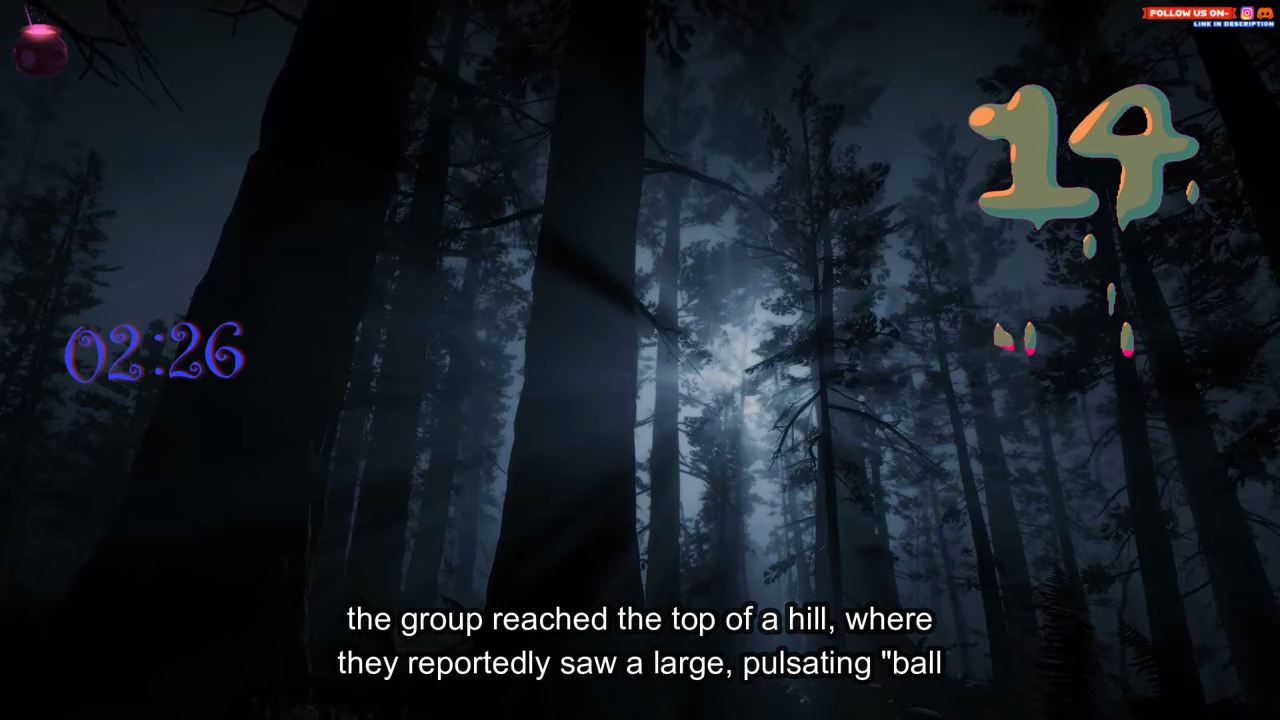 FOLLOW US ON-
LINK IN DESCRIPTION
14
02:26
the group reached the top of a hill, where
they reportedly saw a large, pulsating "ball